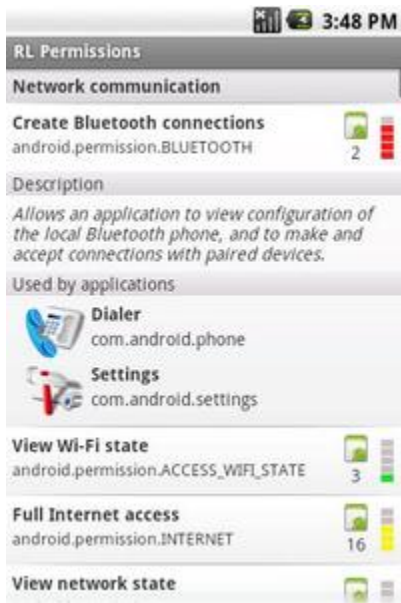 3:48 PM
RL Permissions
Network communication
Create Bluetooth connections
android.permission.BLUETOOTH
2
Description
Allows an application to view configuration of
the local Bluetooth phone, and to make and
accept connections with paired devices.
Used by applications
Dialer
com.android.phone
Settings
com.android.settings
View Wi-Fi state
android.permission.ACCESS_WIFI_STATE
3
Full Internet access
android.permission.INTERNET
16
View network state